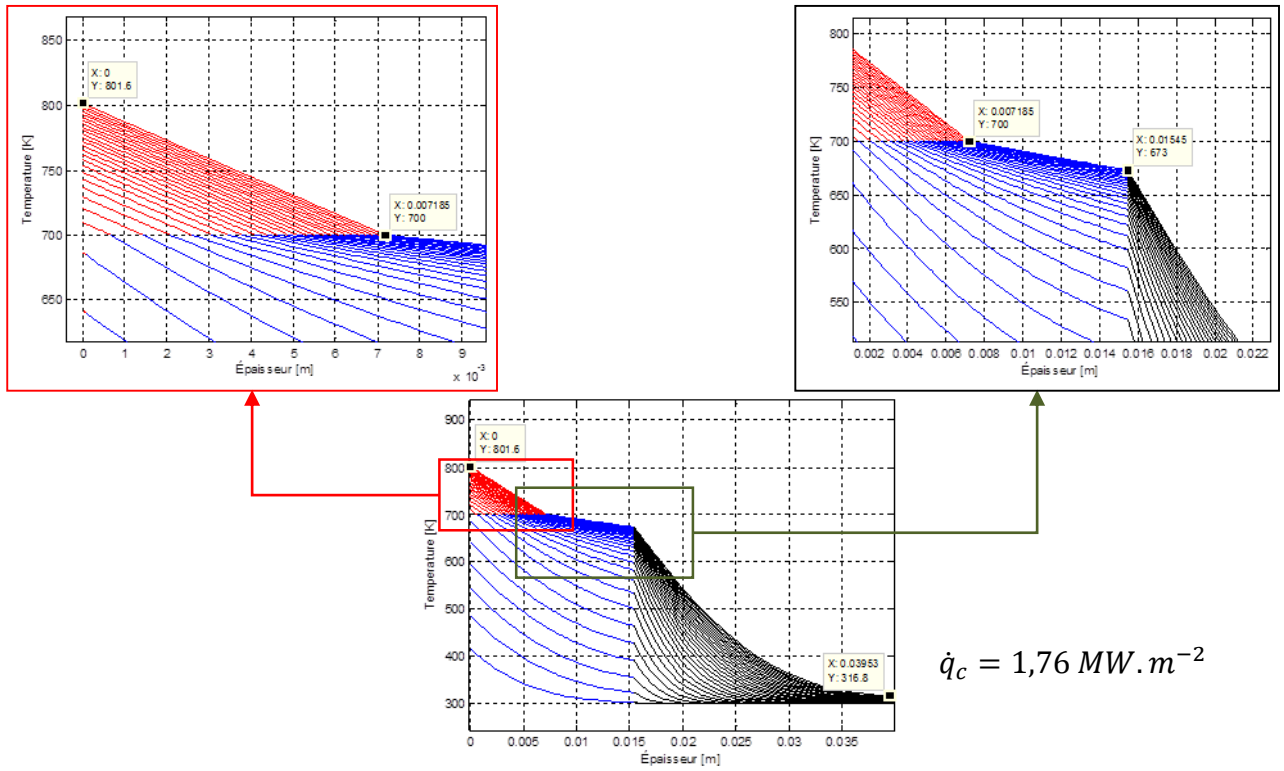 850
800
750
700
650
Temperature [K]
X: 0
Y: 801.6
X: 0.007185
Y: 700
0 1 2 3 4 5 6 7 8 9
Épaisseur [m]
x 10⁻³
800
750
700
650
600
550
Temperature [K]
X: 0.007185
Y: 700
X: 0.01545
Y: 673
0.002 0.004 0.006 0.008 0.01 0.012 0.014 0.016 0.018 0.02 0.022
Épaisseur [m]
900
800
700
600
500
400
300
Temperature [K]
X: 0
Y: 801.6
X: 0.03953
Y: 316.8
0 0.005 0.01 0.015 0.02 0.025 0.03 0.035
Épaisseur [m]
q̇_c = 1,76 MW.m⁻²